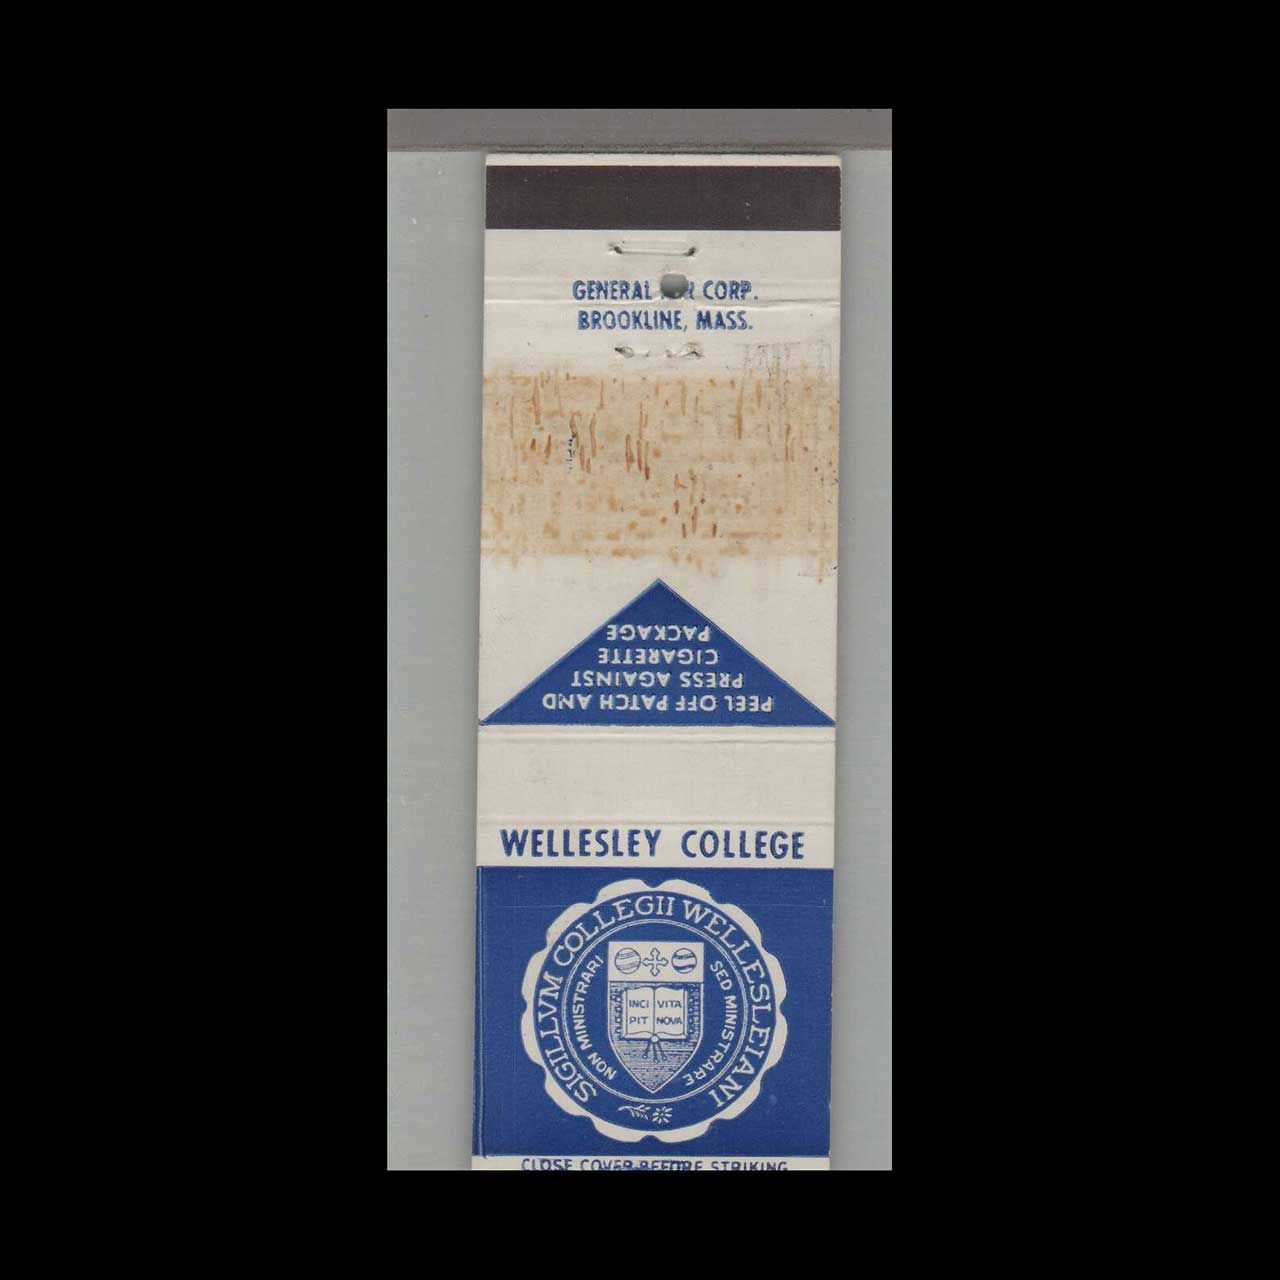 GENERAL CORP.
BROOKLINE, MASS.
PEEL OFF PATCH AND
PRESS AGAINST
CIGARETTE
PACKAGE
WELLESLEY COLLEGE
SIGILLVM COLLEGII WELLESLEIANI
NON MINISTRARI SED MINISTRARE
INCI VITA
PIT NOVA
CLOSE COVER BEFORE STRIKING